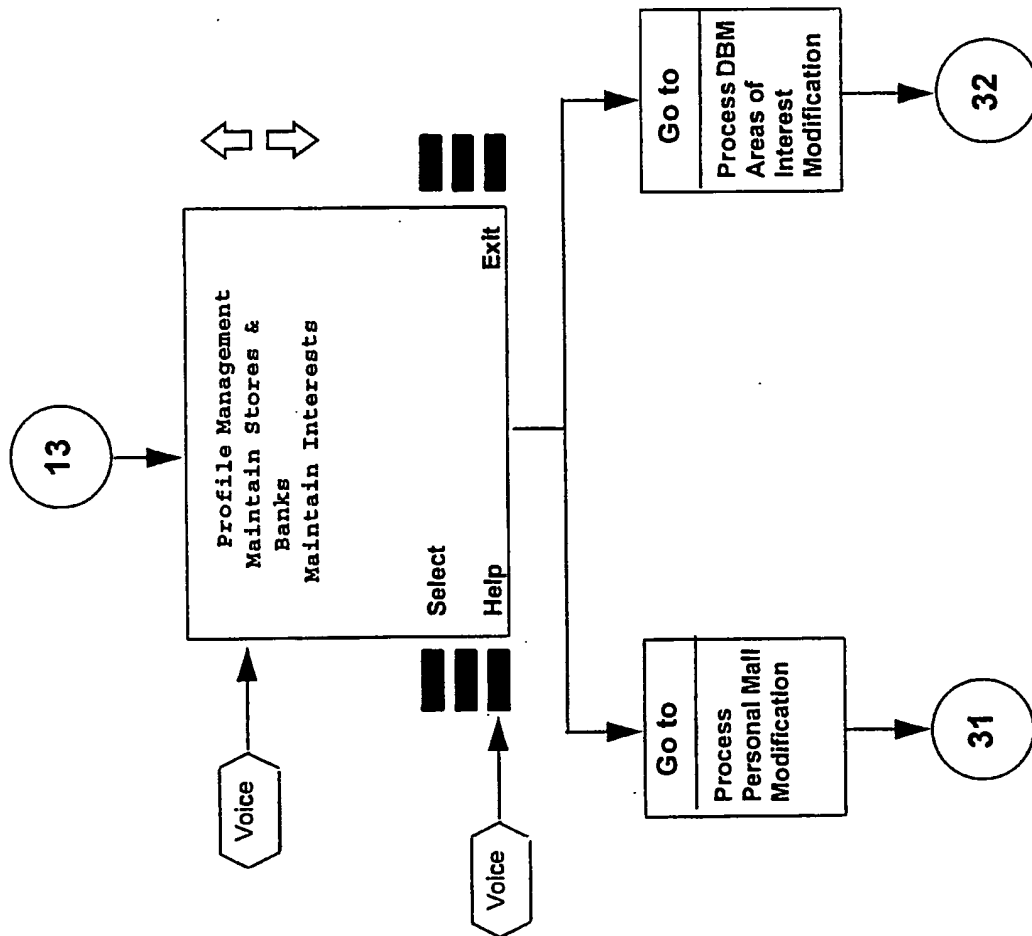 13
Voice
Profile Management
Maintain Stores &
Banks
Maintain Interests
Select
Help
Exit
Voice
Go to
Process
Personal Mall
Modification
31
Go to
Process DBM
Areas of
Interest
Modification
32